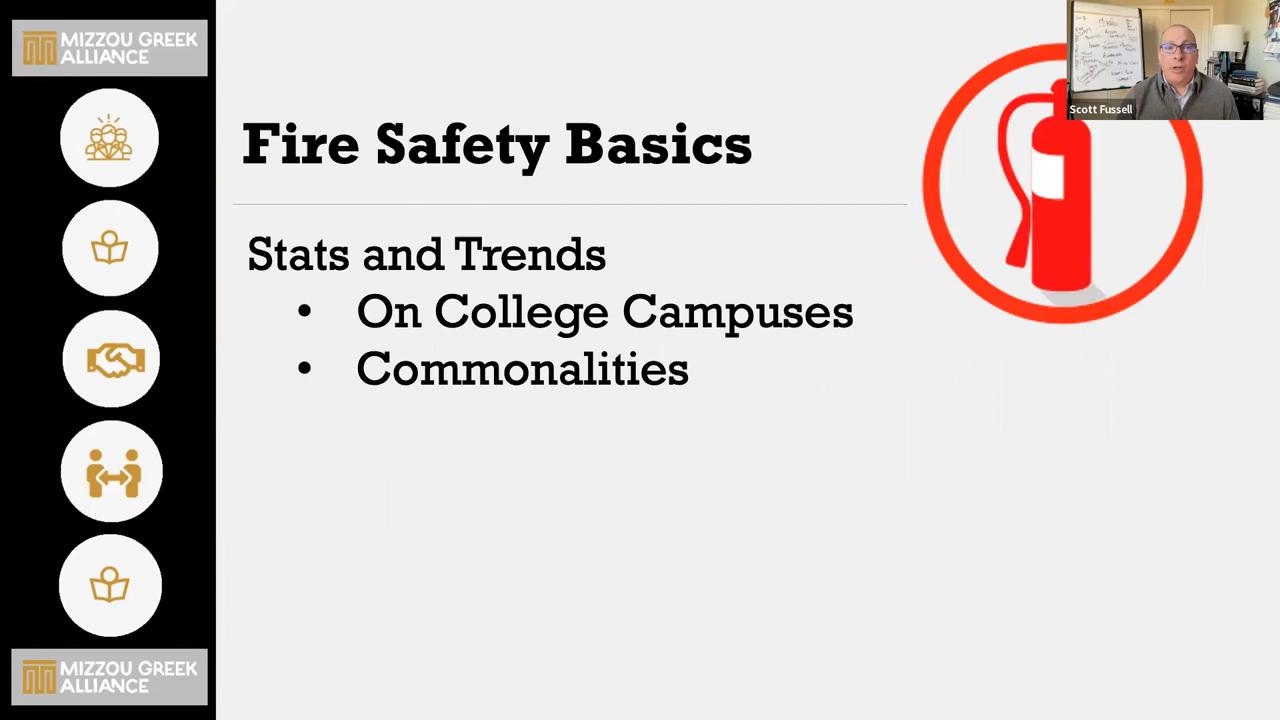 MIZZOU GREEK
ALLIANCE
Scott Fussell
Fire Safety Basics
Stats and Trends
• On College Campuses
• Commonalities
MIZZOU GREEK
ALLIANCE